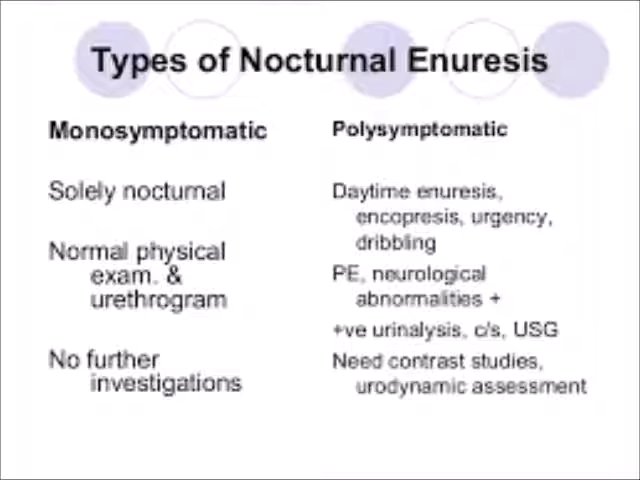 Types of Nocturnal Enuresis
Monosymptomatic
Solely nocturnal
Normal physical
exam. &
urethrogram
No further
investigations
Polysymptomatic
Daytime enuresis,
encopresis, urgency,
dribbling
PE, neurological
abnormalities +
+ve urinalysis, c/s, USG
Need contrast studies,
urodynamic assessment